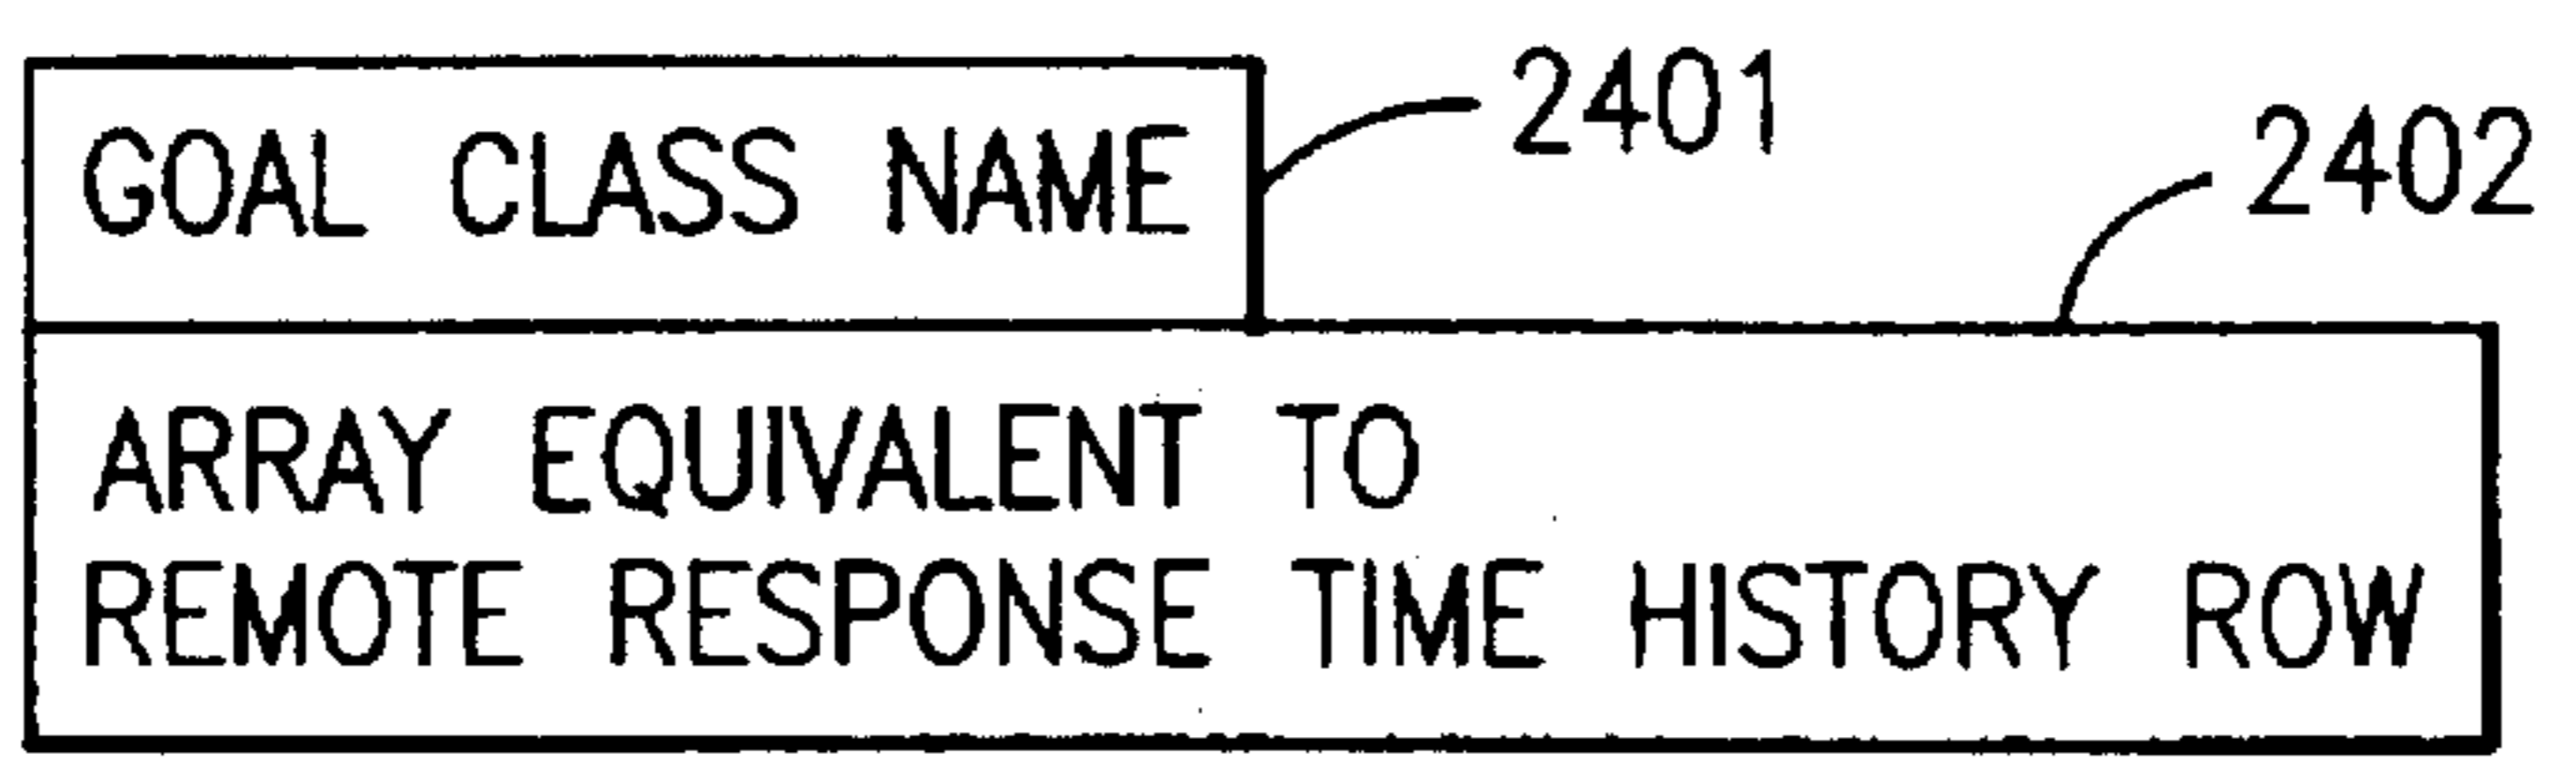 GOAL CLASS NAME
2401
2402
ARRAY EQUIVALENT TO
REMOTE RESPONSE TIME HISTORY ROW